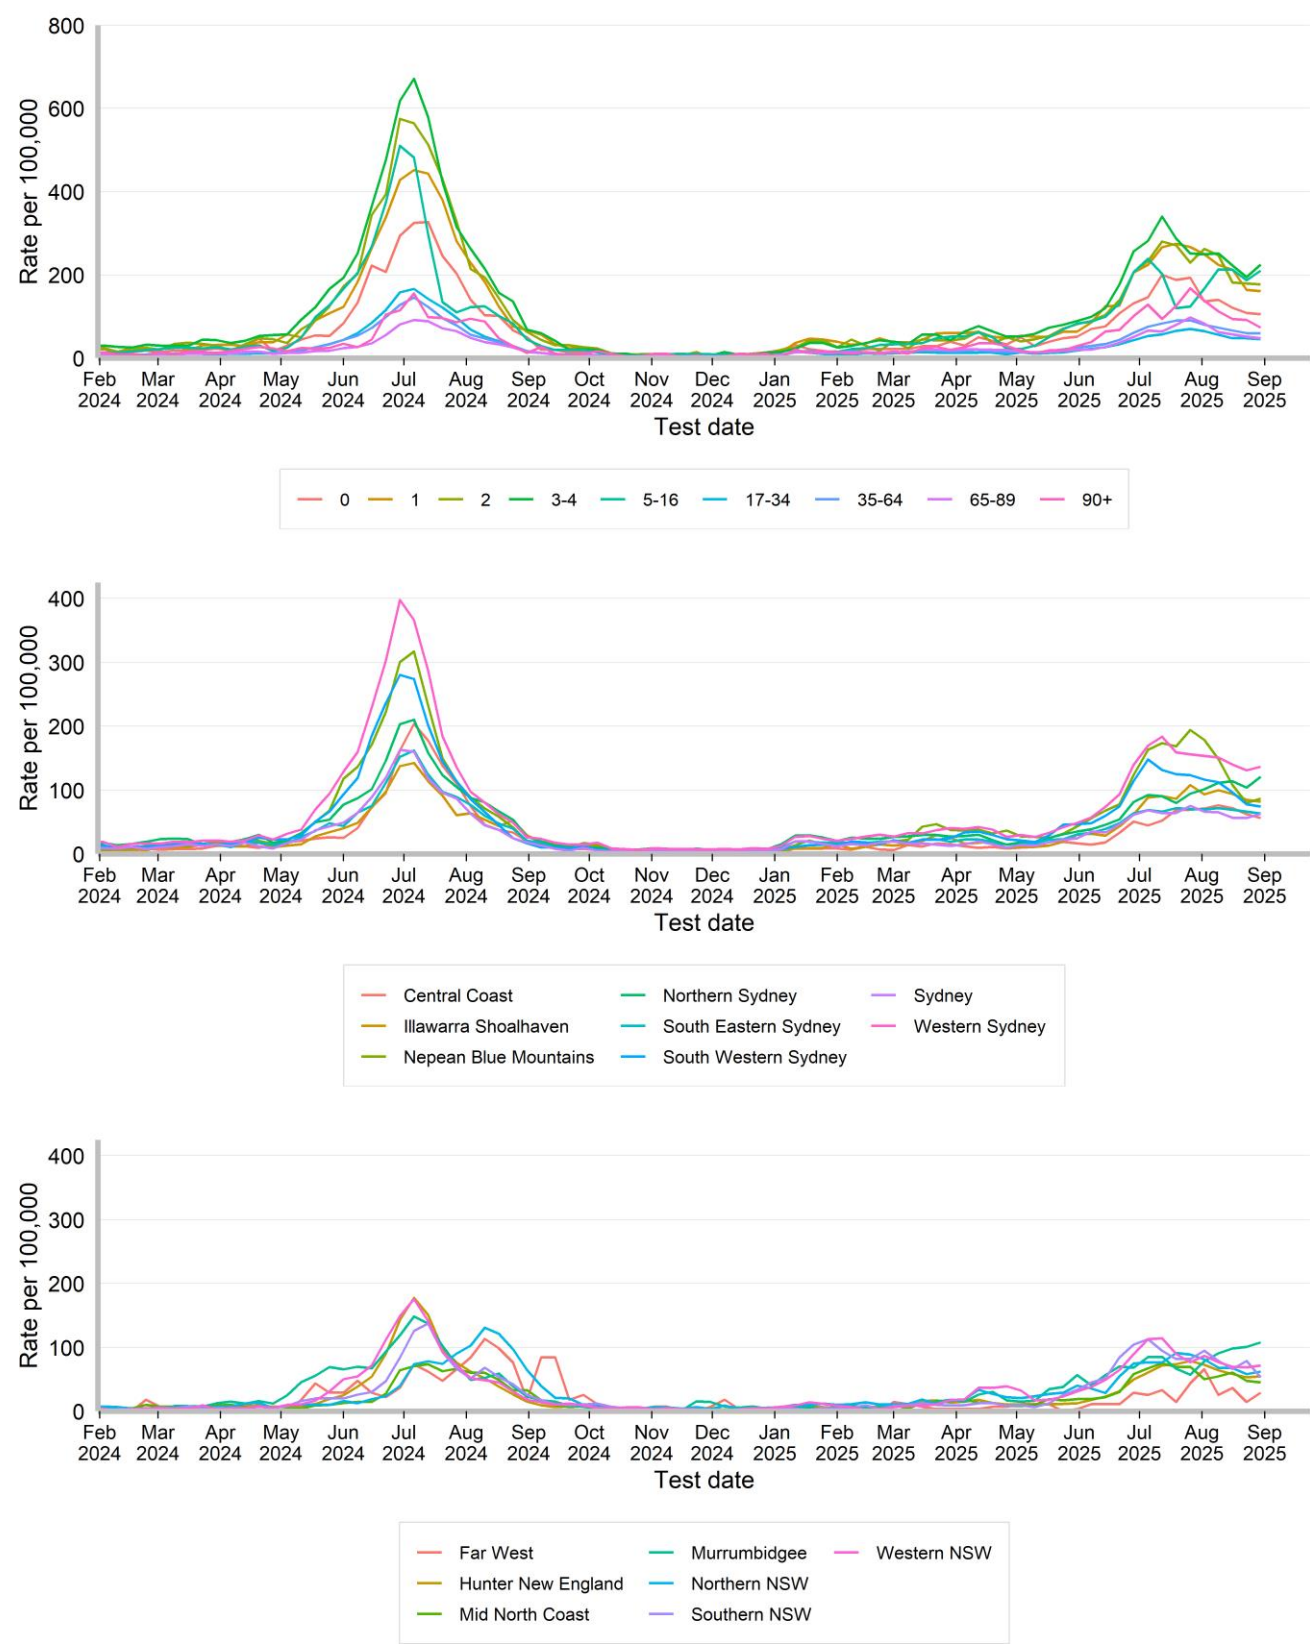 800
600
400
200
0
Rate per 100,000
Feb Mar Apr May Jun Jul Aug Sep Oct Nov Dec Jan Feb Mar Apr May Jun Jul Aug Sep
2024 2024 2024 2024 2024 2024 2024 2024 2024 2024 2024 2025 2025 2025 2025 2025 2025 2025 2025 2025
Test date
0 1 2 3-4 5-16 17-34 35-64 65-89 90+
400
300
200
100
0
Rate per 100,000
Feb Mar Apr May Jun Jul Aug Sep Oct Nov Dec Jan Feb Mar Apr May Jun Jul Aug Sep
2024 2024 2024 2024 2024 2024 2024 2024 2024 2024 2024 2025 2025 2025 2025 2025 2025 2025 2025 2025
Test date
Central Coast Northern Sydney Sydney
Illawarra Shoalhaven South Eastern Sydney Western Sydney
Nepean Blue Mountains South Western Sydney
400
300
200
100
0
Rate per 100,000
Feb Mar Apr May Jun Jul Aug Sep Oct Nov Dec Jan Feb Mar Apr May Jun Jul Aug Sep
2024 2024 2024 2024 2024 2024 2024 2024 2024 2024 2024 2025 2025 2025 2025 2025 2025 2025 2025 2025
Test date
Far West Murrumbidgee Western NSW
Hunter New England Northern NSW
Mid North Coast Southern NSW